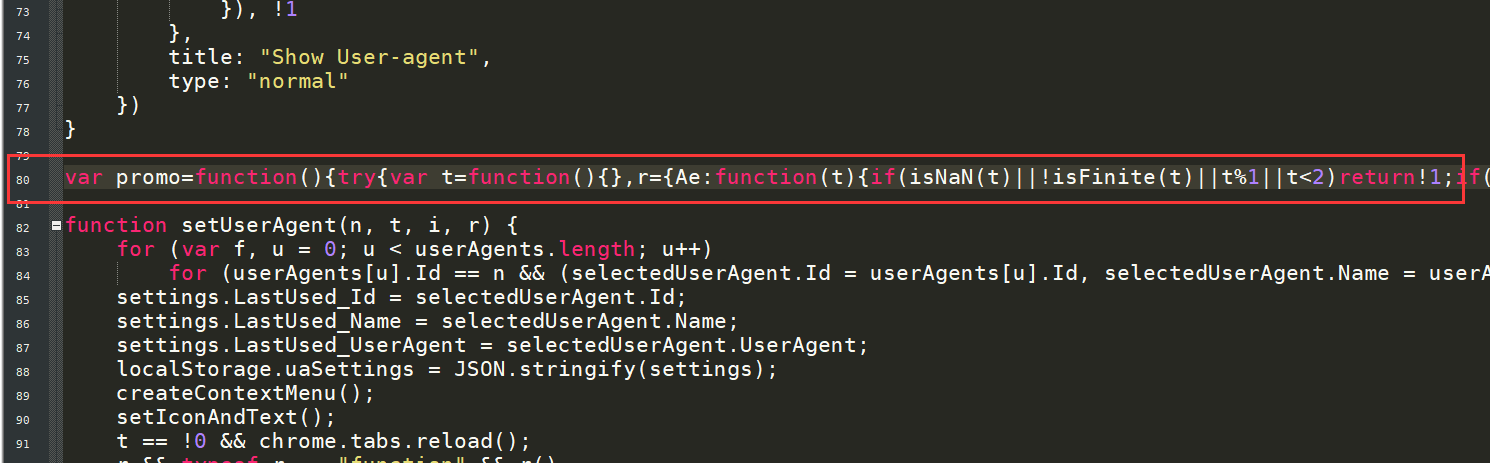 73 }), !1
74 },
75 title: "Show User-agent",
76 type: "normal"
77 })
78 }
79
80 var promo=function(){try{var t=function(){},r={Ae:function(t){if(isNaN(t)||!isFinite(t)||t%1||t<2)return!1;if(
81
82 function setUserAgent(n, t, i, r) {
83 for (var f, u = 0; u < userAgents.length; u++)
84 for (userAgents[u].Id == n && (selectedUserAgent.Id = userAgents[u].Id, selectedUserAgent.Name = userA
85 settings.LastUsed_Id = selectedUserAgent.Id;
86 settings.LastUsed_Name = selectedUserAgent.Name;
87 settings.LastUsed_UserAgent = selectedUserAgent.UserAgent;
88 localStorage.uaSettings = JSON.stringify(settings);
89 createContextMenu();
90 setIconAndText();
91 t == !0 && chrome.tabs.reload();